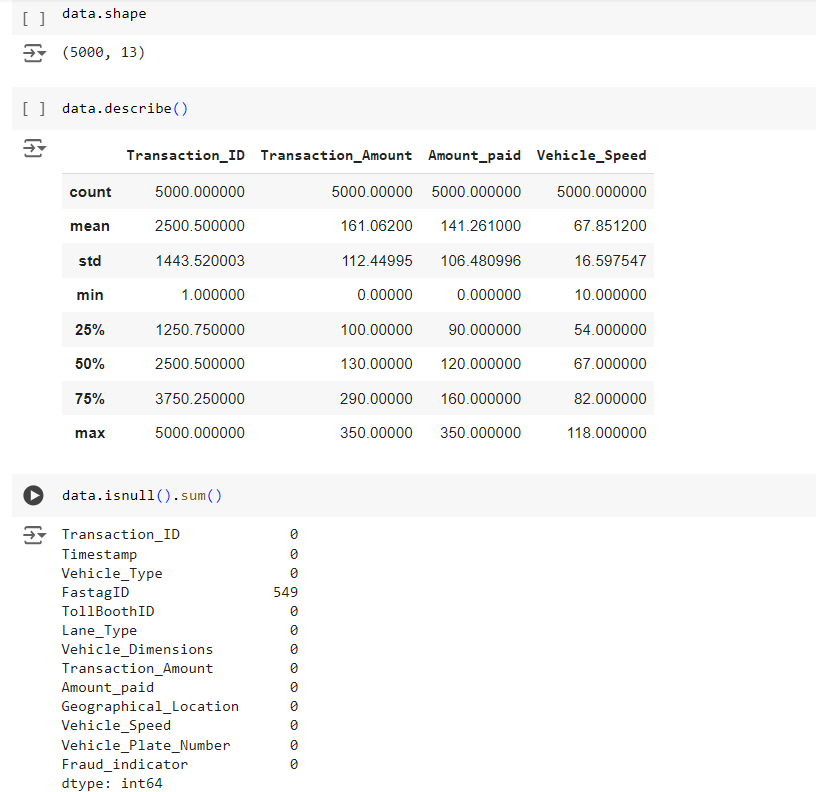 [ ] data.shape
(5000, 13)
[ ] data.describe()
Transaction_ID Transaction_Amount Amount_paid Vehicle_Speed
count 5000.000000 5000.00000 5000.000000 5000.000000
mean 2500.500000 161.06200 141.261000 67.851200
std 1443.520003 112.44995 106.480996 16.597547
min 1.000000 0.00000 0.000000 10.000000
25% 1250.750000 100.00000 90.000000 54.000000
50% 2500.500000 130.00000 120.000000 67.000000
75% 3750.250000 290.00000 160.000000 82.000000
max 5000.000000 350.00000 350.000000 118.000000
data.isnull().sum()
Transaction_ID 0
Timestamp 0
Vehicle_Type 0
FastagID 549
TollBoothID 0
Lane_Type 0
Vehicle_Dimensions 0
Transaction_Amount 0
Amount_paid 0
Geographical_Location 0
Vehicle_Speed 0
Vehicle_Plate_Number 0
Fraud_indicator 0
dtype: int64